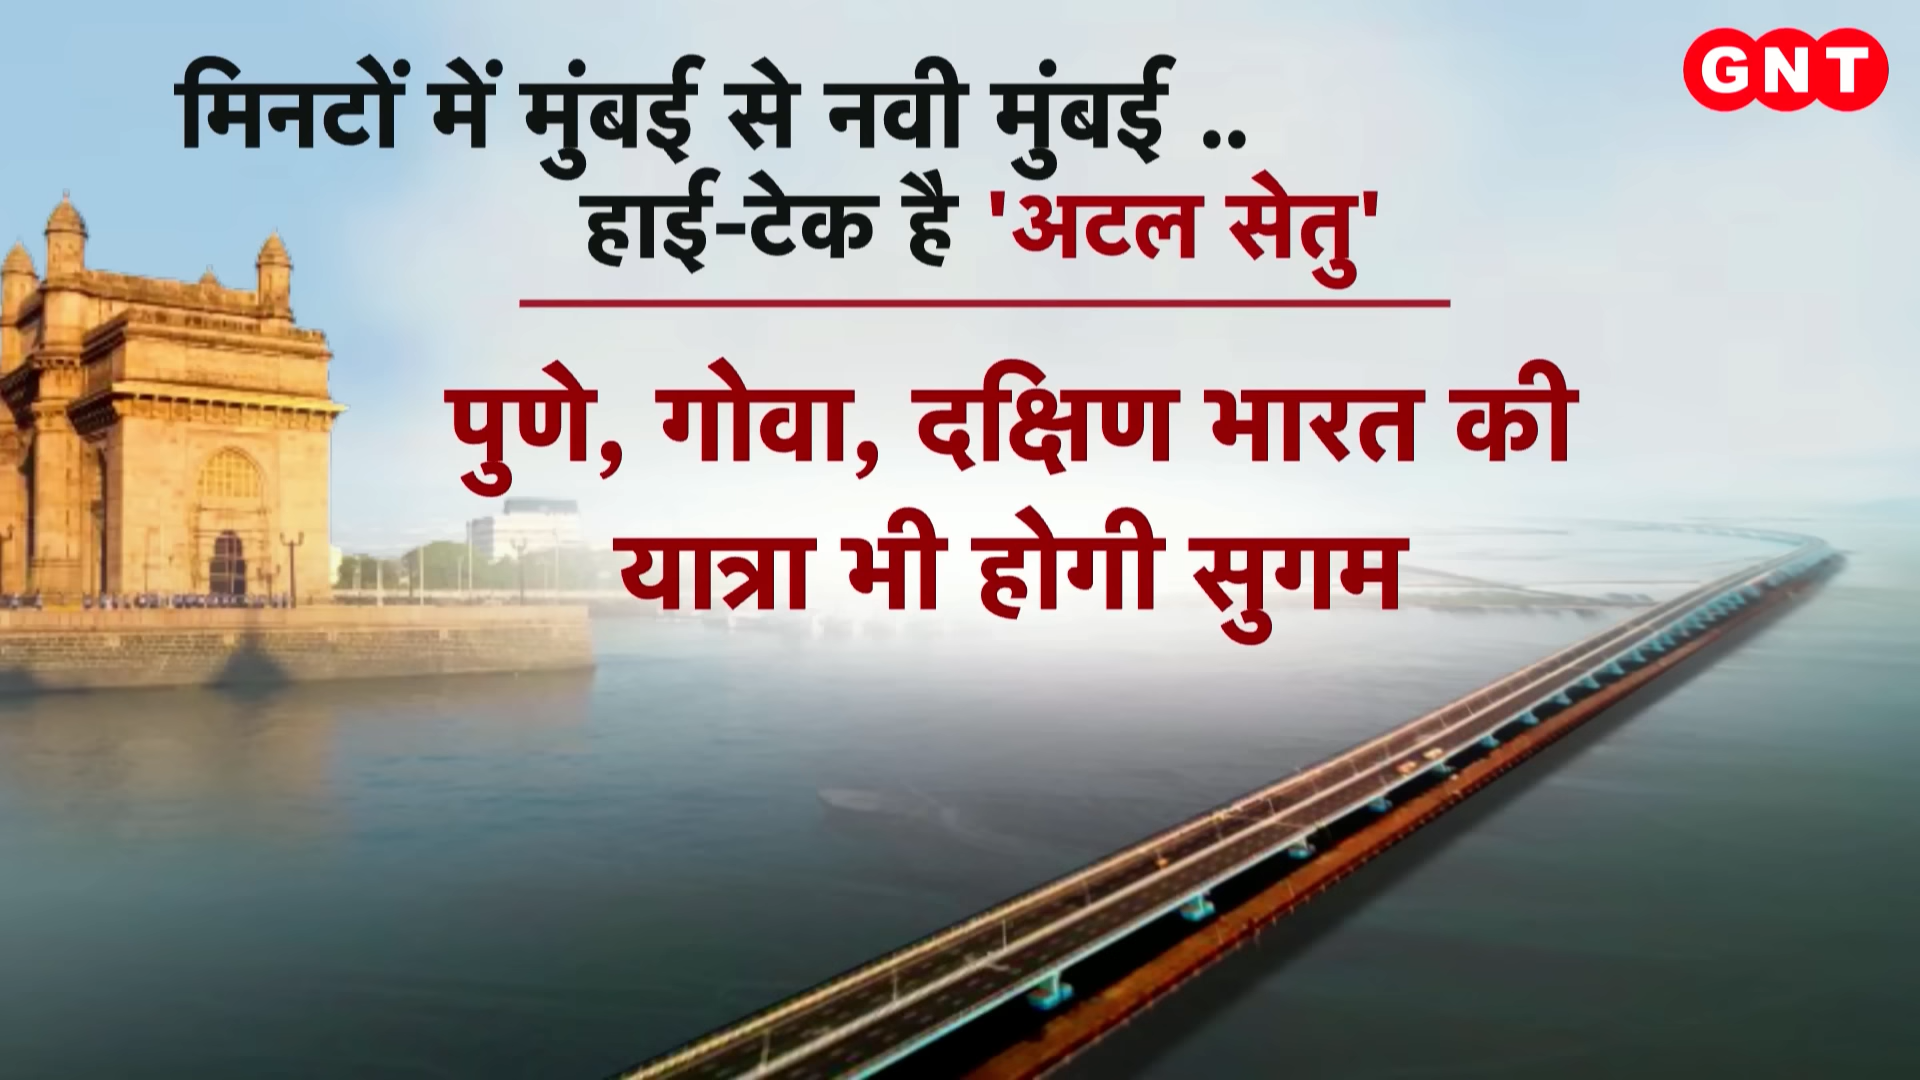 मिनटों में मुंबई से नवी मुंबई ..
हाई-टेक है 'अटल सेतु'
पुणे, गोवा, दक्षिण भारत की
यात्रा भी होगी सुगम
GNT